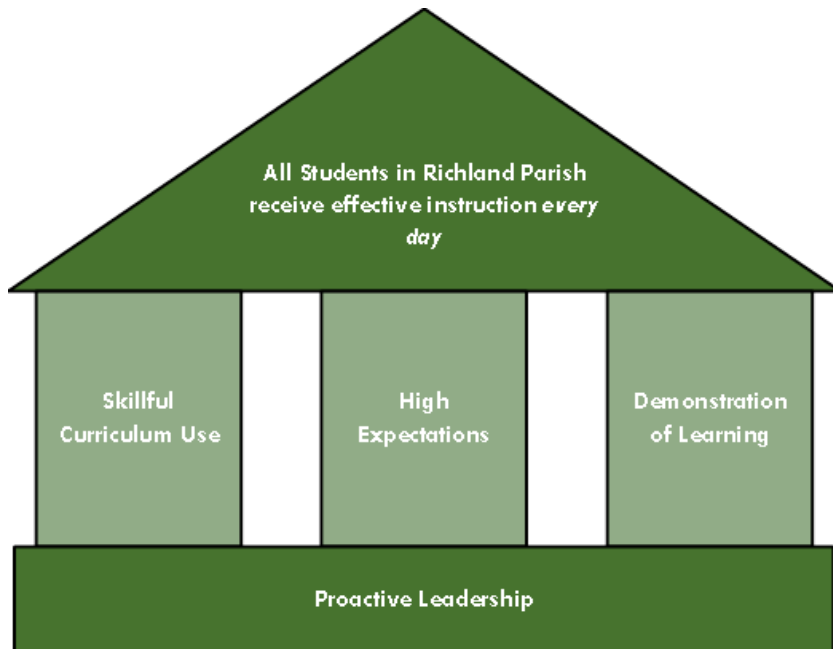 All Students in Richland Parish
receive effective instruction every
day
Skillful
Curriculum Use
High
Expectations
Demonstration
of Learning
Proactive Leadership